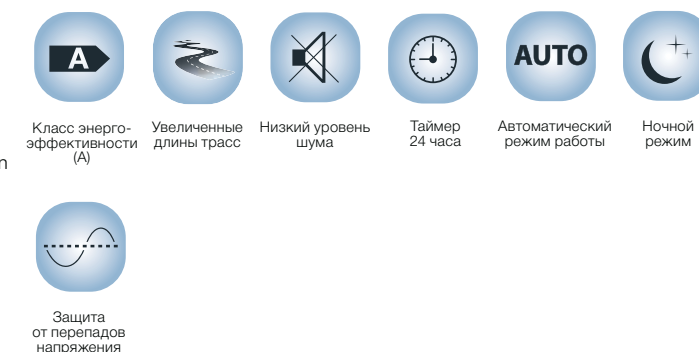 A
AUTO
Класс энерго-
эффективности
(А)
Увеличенные
длины трасс
Низкий уровень
шума
Таймер
24 часа
Автоматический
режим работы
Ночной
режим
n
Защита
от перепадов
напряжения